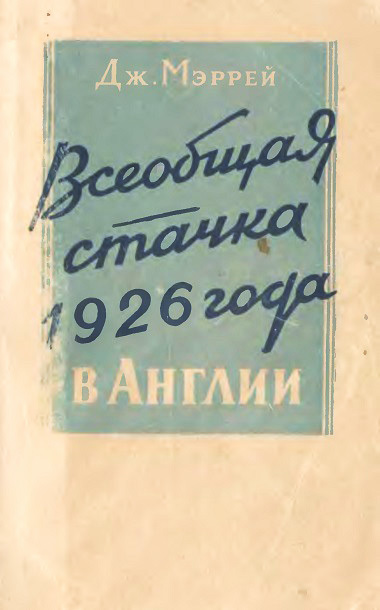 Дж. Мэррей
Всеобщая
стачка
1926 года
в Англии